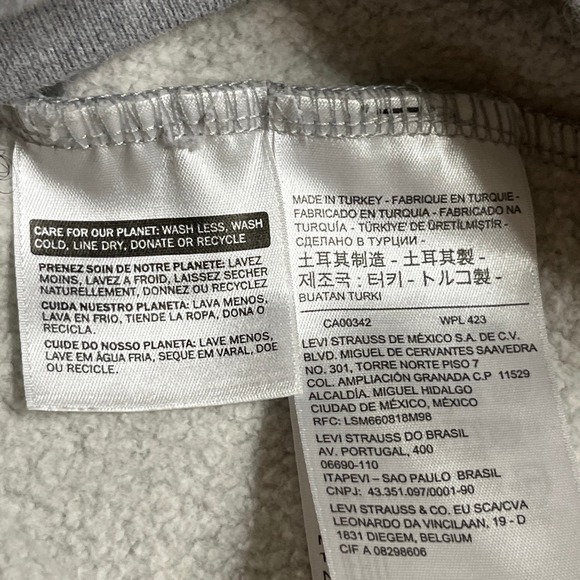 CARE FOR OUR PLANET: WASH LESS, WASH
COLD, LINE DRY, DONATE OR RECYCLE
PRENEZ SOIN DE NOTRE PLANETE: LAVEZ
MOINS, LAVEZ A FROID, LAISSEZ SECHER
NATURELLEMENT, DONNEZ OU RECYCLEZ
CUIDA NUESTRO PLANETA: LAVA MENOS,
LAVA EN FRIO, TIENDE LA ROPA, DONA O
RECICLA.
CUIDE DO NOSSO PLANETA: LAVE MENOS,
LAVE EM ÁGUA FRIA, SEQUE EM VARAL, DOE
OU RECICLE.
MADE IN TURKEY - FABRIQUE EN TURQUIE -
FABRICADO EN TURQUIA - FABRICADO NA
TURQUÍA - TÜRKİYE' DE ÜRETİLMİŞTİR -
СДЕЛАНО В ТУРЦИИ -
土耳其制造 - 土耳其製 -
제조국 : 터키 - トルコ製 -
BUATAN TURKI
CA00342 WPL 423
LEVI STRAUSS DE MÉXICO S.A. DE C.V.
BLVD. MIGUEL DE CERVANTES SAAVEDRA
NO. 301, TORRE NORTE PISO 7
COL. AMPLIACIÓN GRANADA C.P 11529
ALCALDÍA. MIGUEL HIDALGO
CIUDAD DE MÉXICO, MÉXICO
RFC: LSM660818M98
LEVI STRAUSS DO BRASIL
AV. PORTUGAL, 400
06690-110
ITAPEVI – SAO PAULO BRASIL
CNPJ: 43.351.097/0001-90
LEVI STRAUSS & CO. EU SCA/CVA
LEONARDO DA VINCILAAN, 19 - D
1831 DIEGEM, BELGIUM
CIF A 08298606